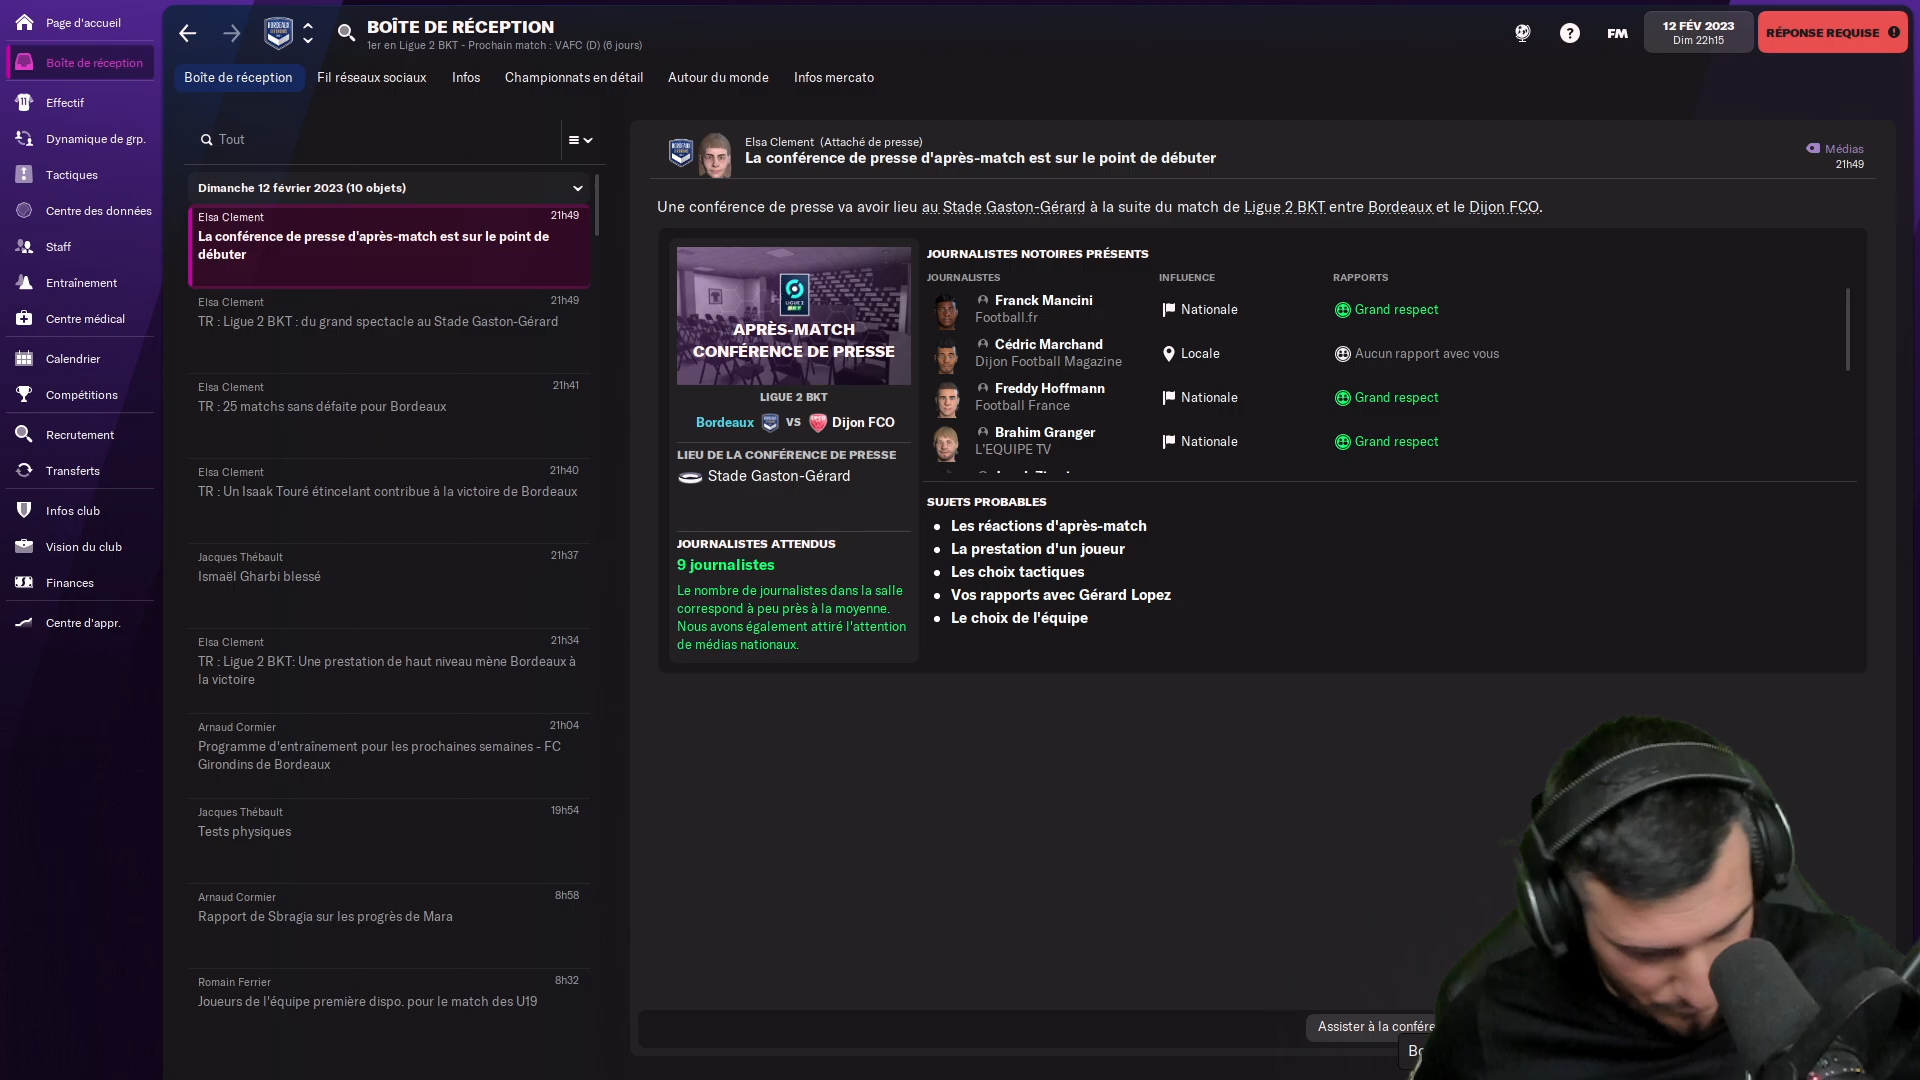 Page d'accueil
Boîte de réception
Effectif
Dynamique de grp.
Tactiques
Centre des données
Staff
Entraînement
Centre médical
Calendrier
Compétitions
Recrutement
Transferts
Infos club
Vision du club
Finances
Centre d'appr.
BOÎTE DE RÉCEPTION
1er en Ligue 2 BKT - Prochain match : VAFC (D) (6 jours)
FM
12 FÉV 2023
Dim 22h15
RÉPONSE REQUISE
Boîte de réception
Fil réseaux sociaux
Infos
Championnats en détail
Autour du monde
Infos mercato
Tout
Dimanche 12 février 2023 (10 objets)
Elsa Clement 21h49
La conférence de presse d'après-match est sur le point de
débuter
Elsa Clement 21h49
TR : Ligue 2 BKT : du grand spectacle au Stade Gaston-Gérard
Elsa Clement 21h41
TR : 25 matchs sans défaite pour Bordeaux
Elsa Clement 21h40
TR : Un Isaak Touré étincelant contribue à la victoire de Bordeaux
Jacques Thébault 21h37
Ismaël Gharbi blessé
Elsa Clement 21h34
TR : Ligue 2 BKT: Une prestation de haut niveau mène Bordeaux à
la victoire
Arnaud Cormier 21h04
Programme d'entraînement pour les prochaines semaines - FC
Girondins de Bordeaux
Jacques Thébault 19h54
Tests physiques
Arnaud Cormier 8h58
Rapport de Sbragia sur les progrès de Mara
Romain Ferrier 8h32
Joueurs de l'équipe première dispo. pour le match des U19
Elsa Clement (Attaché de presse)
La conférence de presse d'après-match est sur le point de débuter
Médias
21h49
Une conférence de presse va avoir lieu au Stade Gaston-Gérard à la suite du match de Ligue 2 BKT entre Bordeaux et le Dijon FCO.
APRÈS-MATCH
CONFÉRENCE DE PRESSE
LIGUE 2 BKT
Bordeaux VS Dijon FCO
LIEU DE LA CONFÉRENCE DE PRESSE
Stade Gaston-Gérard
JOURNALISTES ATTENDUS
9 journalistes
Le nombre de journalistes dans la salle
correspond à peu près à la moyenne.
Nous avons également attiré l'attention
de médias nationaux.
JOURNALISTES NOTOIRES PRÉSENTS
JOURNALISTES INFLUENCE RAPPORTS
Franck Mancini
Football.fr
Nationale
Grand respect
Cédric Marchand
Dijon Football Magazine
Locale
Aucun rapport avec vous
Freddy Hoffmann
Football France
Nationale
Grand respect
Brahim Granger
L'EQUIPE TV
Nationale
Grand respect
SUJETS PROBABLES
Les réactions d'après-match
La prestation d'un joueur
Les choix tactiques
Vos rapports avec Gérard Lopez
Le choix de l'équipe
Assister à la confére